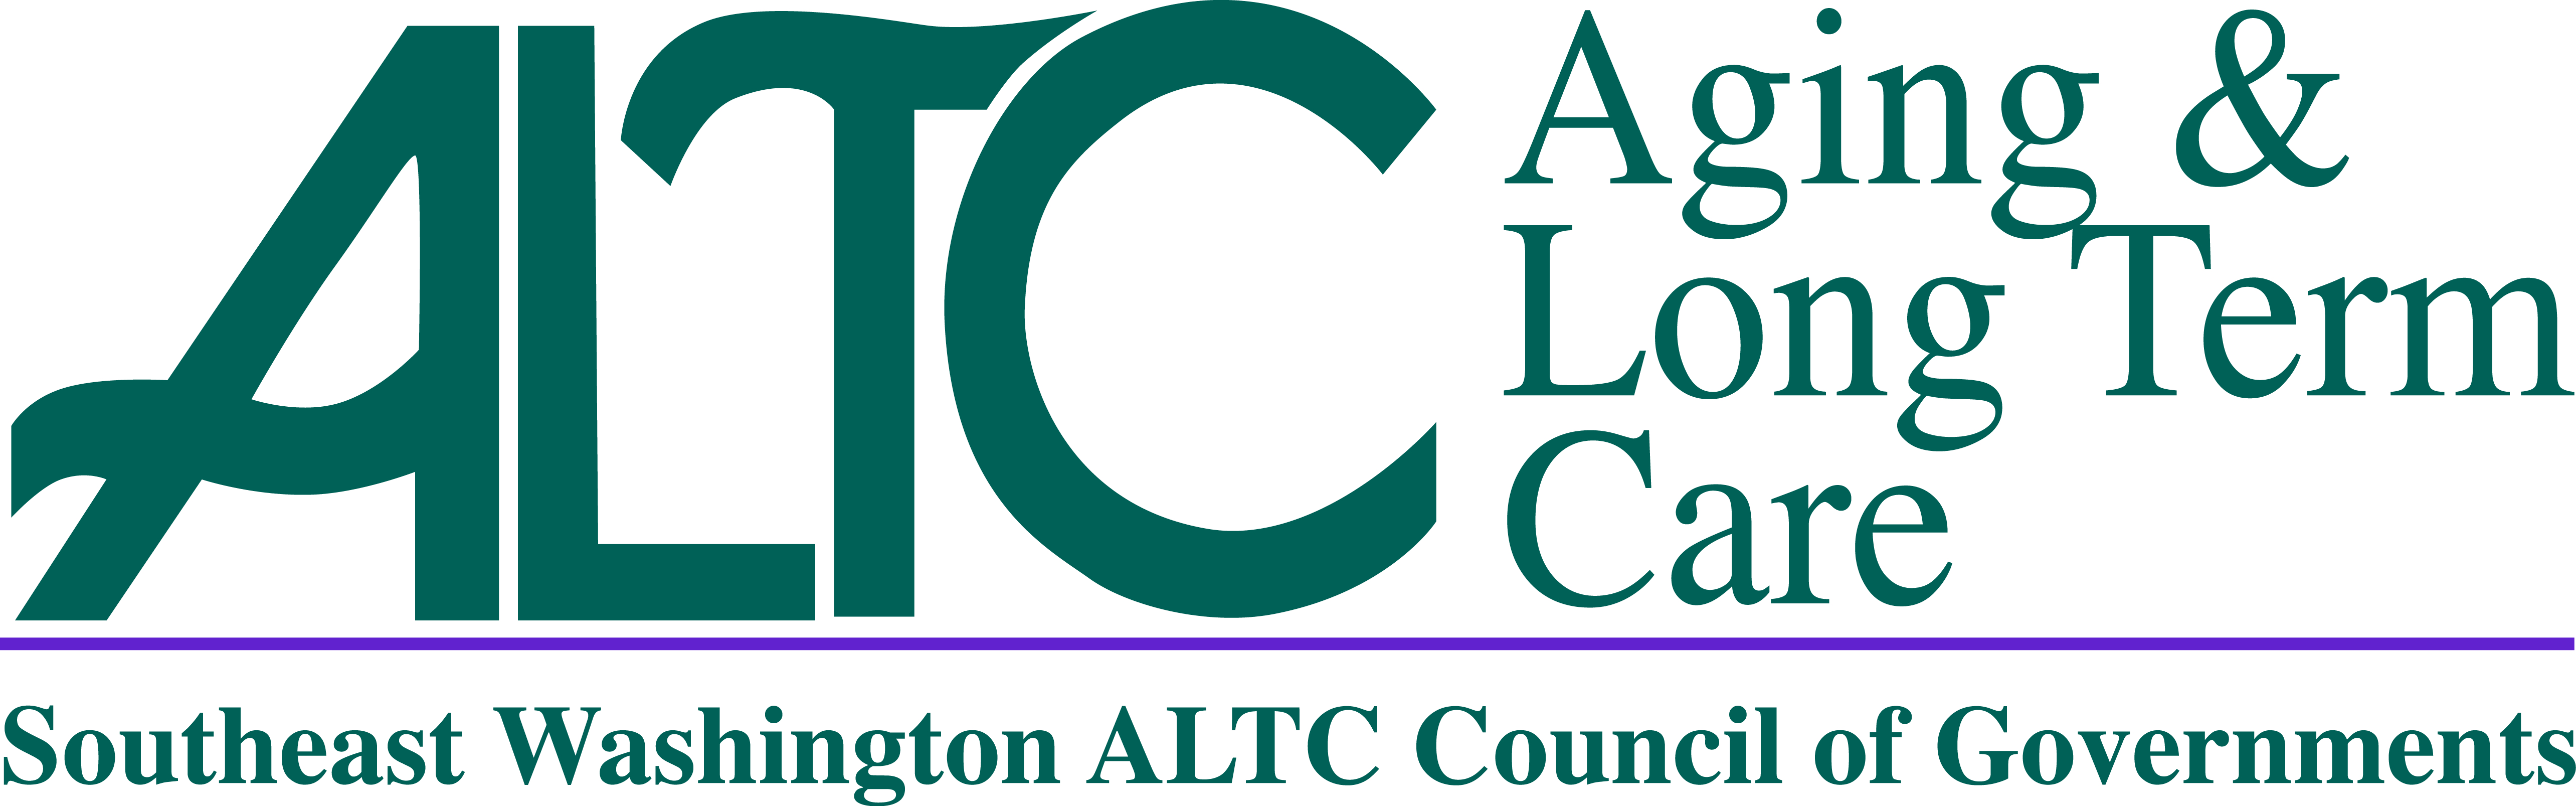 ALTC
Aging &
Long Term
Care
Southeast Washington ALTC Council of Governments